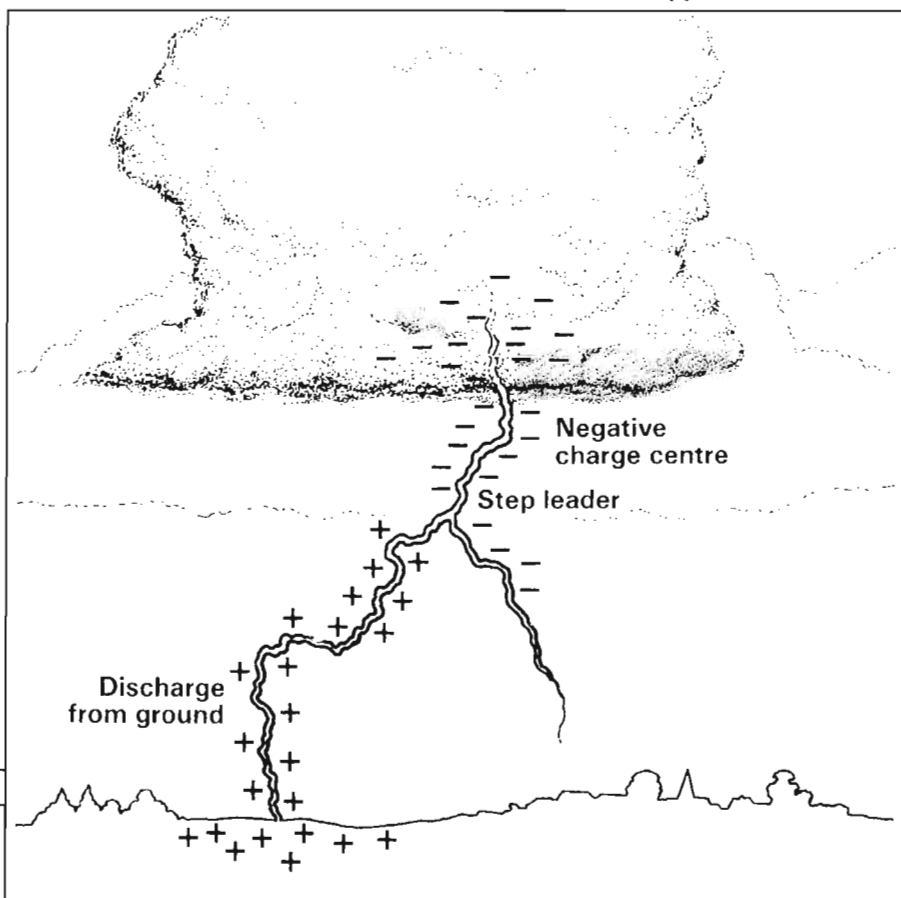 Negative
charge centre
Step leader
Discharge
from ground